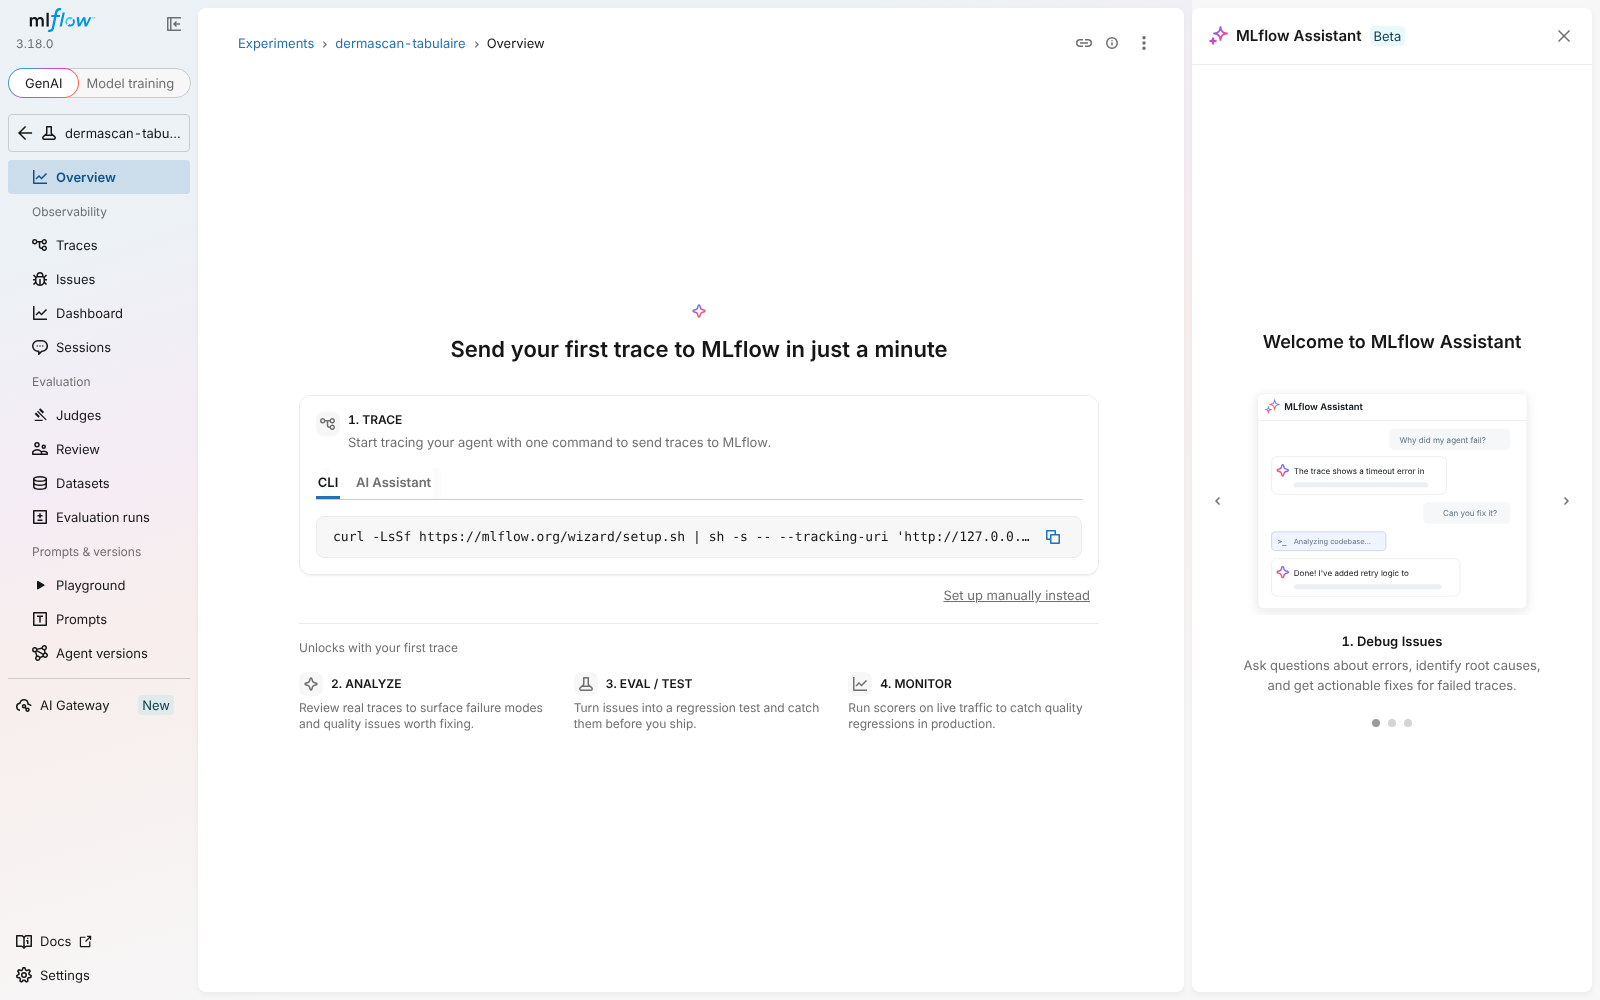 mlflow
3.18.0
GenAI
Model training
dermascan-tabu...
Overview
Observability
Traces
Issues
Dashboard
Sessions
Evaluation
Judges
Review
Datasets
Evaluation runs
Prompts & versions
Playground
Prompts
Agent versions
AI Gateway
New
Docs
Settings
Experiments › dermascan-tabulaire › Overview
Send your first trace to MLflow in just a minute
1. TRACE
Start tracing your agent with one command to send traces to MLflow.
CLI
AI Assistant
curl -LsSf https://mlflow.org/wizard/setup.sh | sh -s -- --tracking-uri 'http://127.0.0.…
Set up manually instead
Unlocks with your first trace
2. ANALYZE
Review real traces to surface failure modes
and quality issues worth fixing.
3. EVAL / TEST
Turn issues into a regression test and catch
them before you ship.
4. MONITOR
Run scorers on live traffic to catch quality
regressions in production.
MLflow Assistant
Beta
Welcome to MLflow Assistant
MLflow Assistant
Why did my agent fail?
The trace shows a timeout error in
Can you fix it?
>_ Analyzing codebase...
Done! I've added retry logic to
1. Debug Issues
Ask questions about errors, identify root causes,
and get actionable fixes for failed traces.